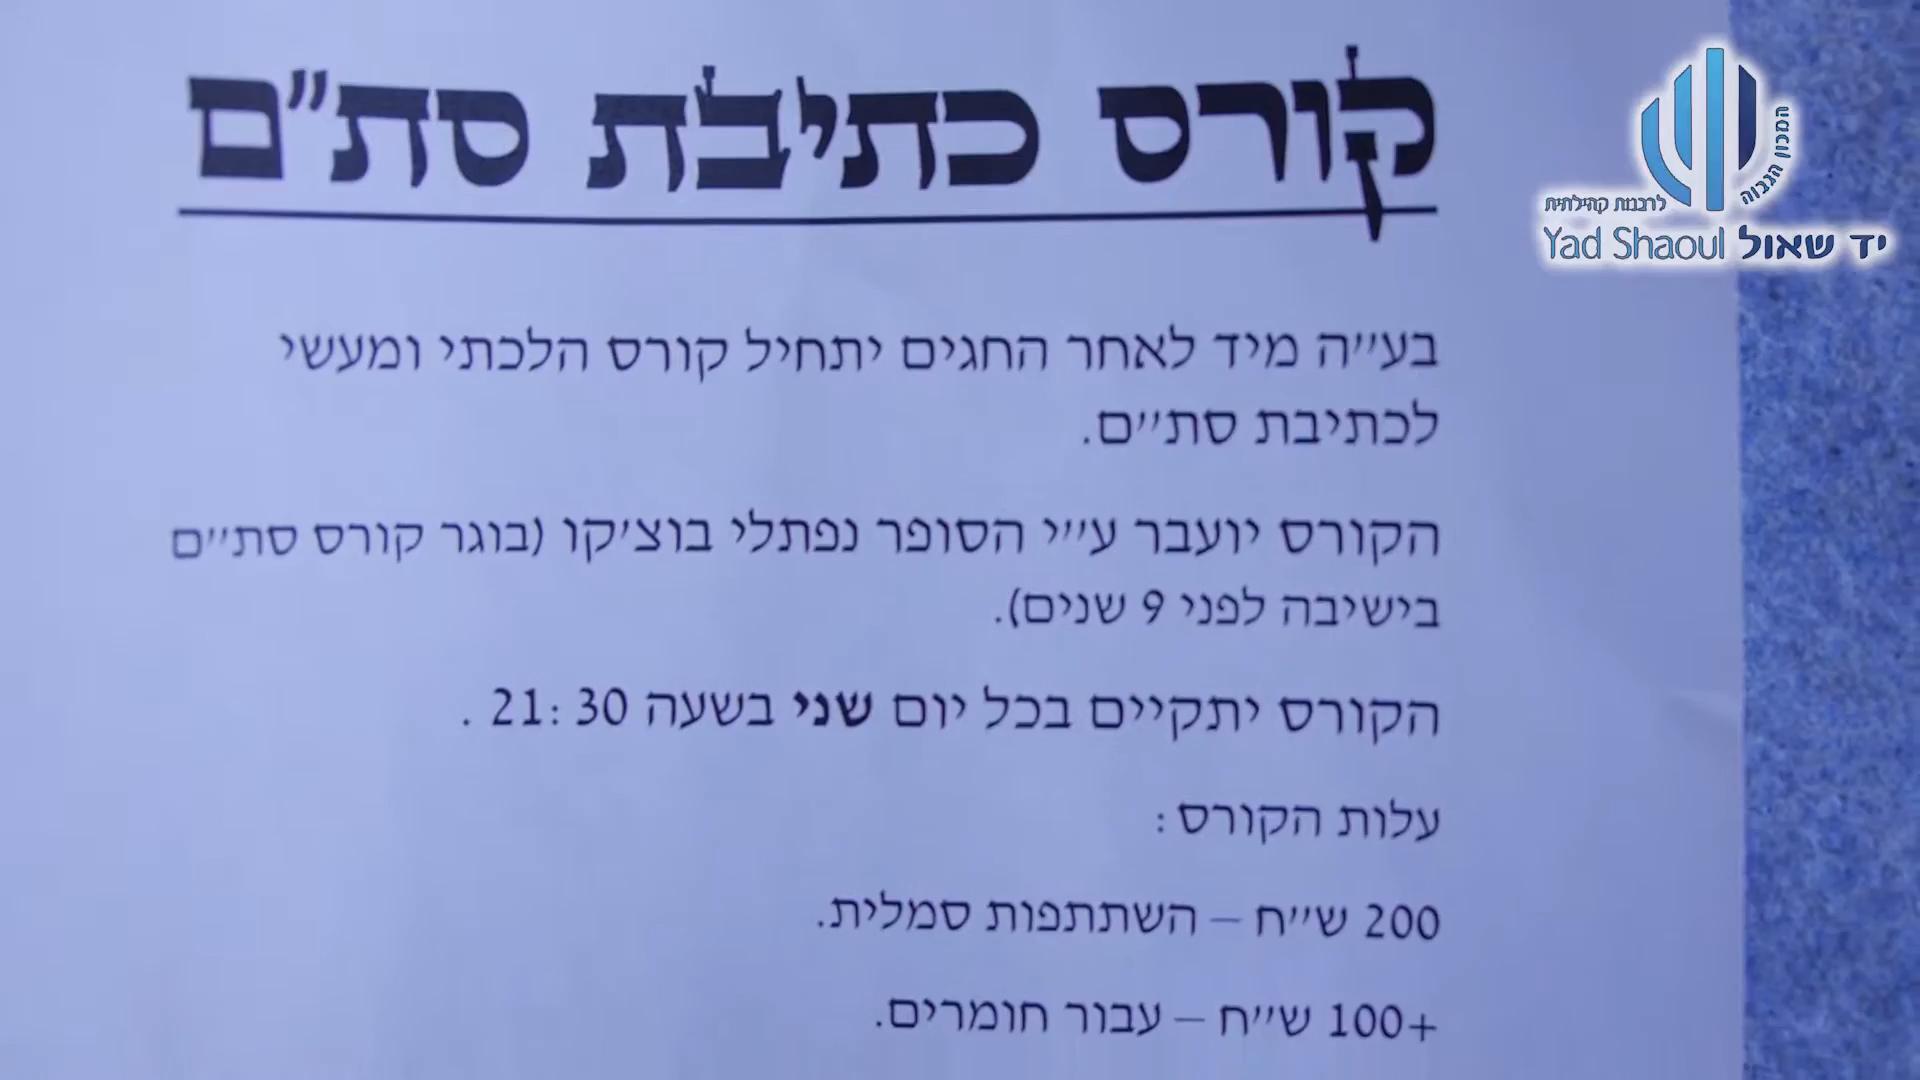 קורס כתיבת סת"ם
בע"ה מיד לאחר החגים יתחיל קורס הלכתי ומעשי
לכתיבת סת"ם.
הקורס יועבר ע"י הסופר נפתלי בוצ'קו (בוגר קורס סת"ם
בישיבה לפני 9 שנים).
הקורס יתקיים בכל יום שני בשעה 21:30 .
עלות הקורס:
200 ש"ח – השתתפות סמלית.
+100 ש"ח – עבור חומרים.
המכון הגבוה
לרבנות קהילתית
Yad Shaoul יד שאול